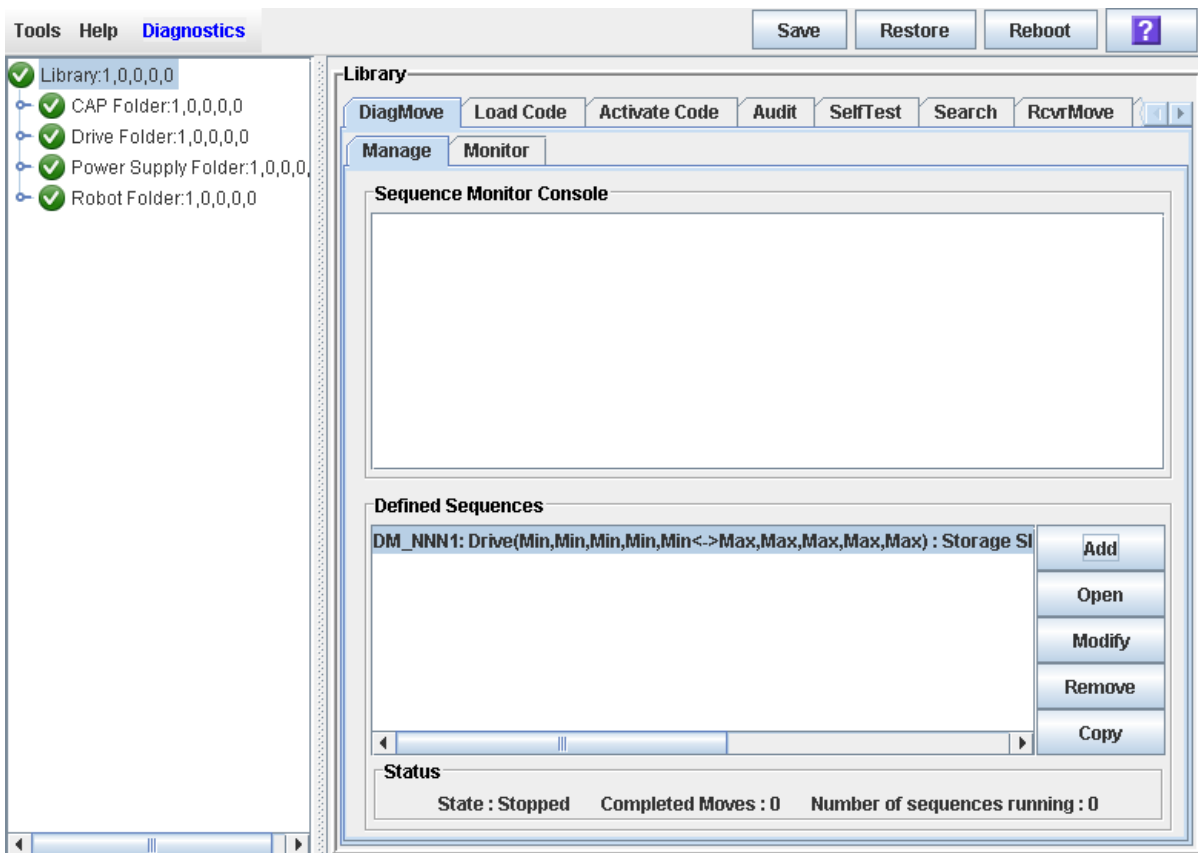 Tools Help Diagnostics Save Restore Reboot ?
Library:1,0,0,0,0
CAP Folder:1,0,0,0,0
Drive Folder:1,0,0,0,0
Power Supply Folder:1,0,0,0,
Robot Folder:1,0,0,0,0
Library
DiagMove Load Code Activate Code Audit SelfTest Search RcvrMove
Manage Monitor
Sequence Monitor Console
Defined Sequences
DM_NNN1: Drive(Min,Min,Min,Min,Min<->Max,Max,Max,Max,Max) : Storage Sl
Add
Open
Modify
Remove
Copy
Status
State : Stopped Completed Moves : 0 Number of sequences running : 0